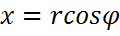 x = rcosφ